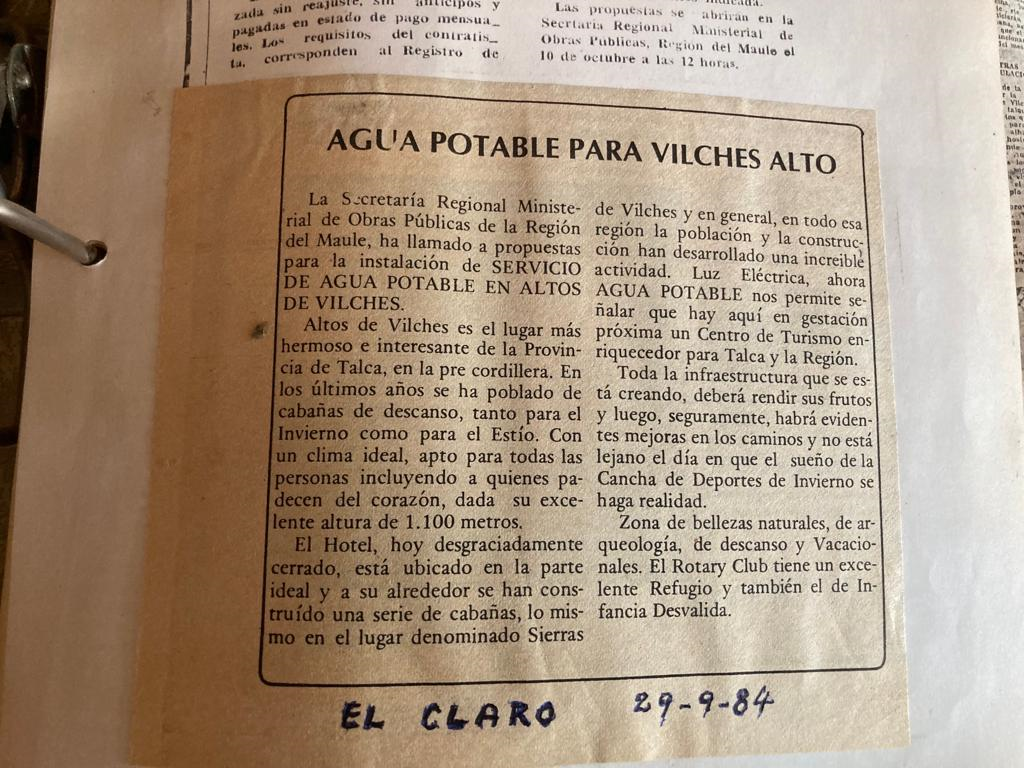 zada sin reajuste, sin anticipos y
pagadas en estado de pago mensua_
les. Los requisitos del contratis_
ta, corresponden al Registro de
Las propuestas se abrirán en la
Secrtaría Regional Ministerial de
Obras Públicas, Región del Maule el
10 de octubre a las 12 horas.
AGUA POTABLE PARA VILCHES ALTO
La Secretaría Regional Ministe-
rial de Obras Públicas de la Región
del Maule, ha llamado a propuestas
para la instalación de SERVICIO
DE AGUA POTABLE EN ALTOS
DE VILCHES.
Altos de Vilches es el lugar más
hermoso e interesante de la Provin-
cia de Talca, en la pre cordillera. En
los últimos años se ha poblado de
cabañas de descanso, tanto para el
Invierno como para el Estío. Con
un clima ideal, apto para todas las
personas incluyendo a quienes pa-
decen del corazón, dada su exce-
lente altura de 1.100 metros.
El Hotel, hoy desgraciadamente
cerrado, está ubicado en la parte
ideal y a su alrededor se han cons-
truído una serie de cabañas, lo mis-
mo en el lugar denominado Sierras
de Vilches y en general, en todo esa
región la población y la construc-
ción han desarrollado una increible
actividad. Luz Eléctrica, ahora
AGUA POTABLE nos permite se-
ñalar que hay aquí en gestación
próxima un Centro de Turismo en-
riquecedor para Talca y la Región.
Toda la infraestructura que se es-
tá creando, deberá rendir sus frutos
y luego, seguramente, habrá eviden-
tes mejoras en los caminos y no está
lejano el día en que el sueño de la
Cancha de Deportes de Invierno se
haga realidad.
Zona de bellezas naturales, de ar-
queología, de descanso y Vacacio-
nales. El Rotary Club tiene un exce-
lente Refugio y también el de In-
fancia Desvalida.
EL CLARO 29-9-84